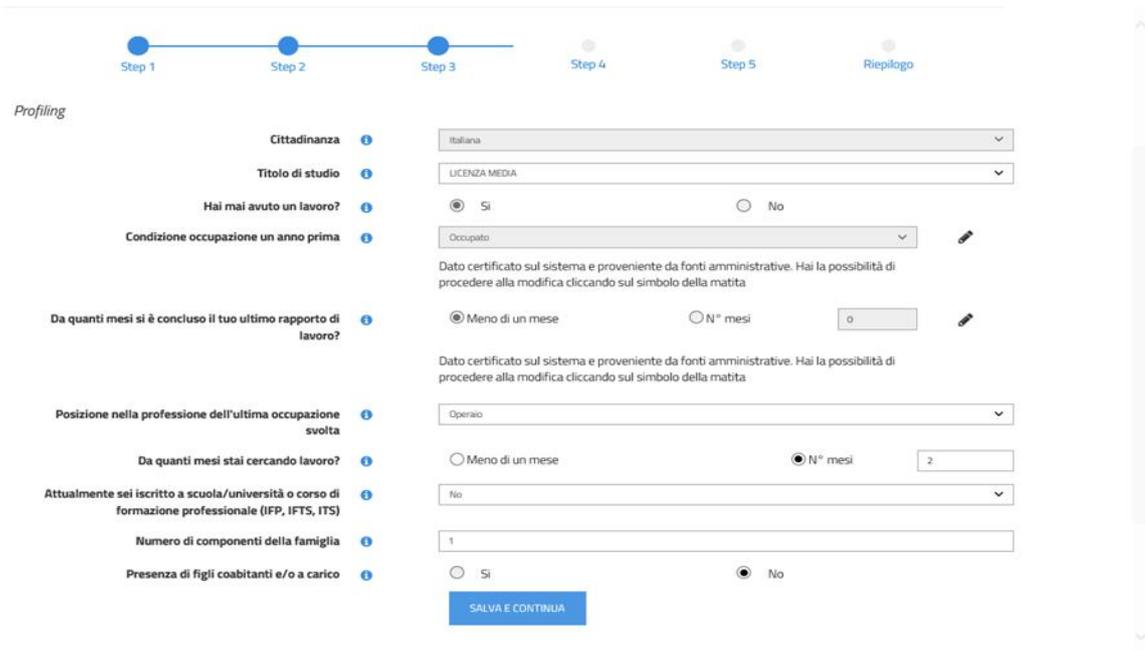 Step 1 Step 2 Step 3 Step 4 Step 5 Riepilogo
Profiling
Cittadinanza Italiana
Titolo di studio LICENZA MEDIA
Hai mai avuto un lavoro? Si No
Condizione occupazione un anno prima Occupato
Dato certificato sul sistema e proveniente da fonti amministrative. Hai la possibilità di
procedere alla modifica cliccando sul simbolo della matita
Da quanti mesi si è concluso il tuo ultimo rapporto di Meno di un mese N° mesi 0
lavoro?
Dato certificato sul sistema e proveniente da fonti amministrative. Hai la possibilità di
procedere alla modifica cliccando sul simbolo della matita
Posizione nella professione dell'ultima occupazione Operaio
svolta
Da quanti mesi stai cercando lavoro? Meno di un mese N° mesi 2
Attualmente sei iscritto a scuola/università o corso di No
formazione professionale (IFP, IFTS, ITS)
Numero di componenti della famiglia 1
Presenza di figli coabitanti e/o a carico Si No
SALVA E CONTINUA